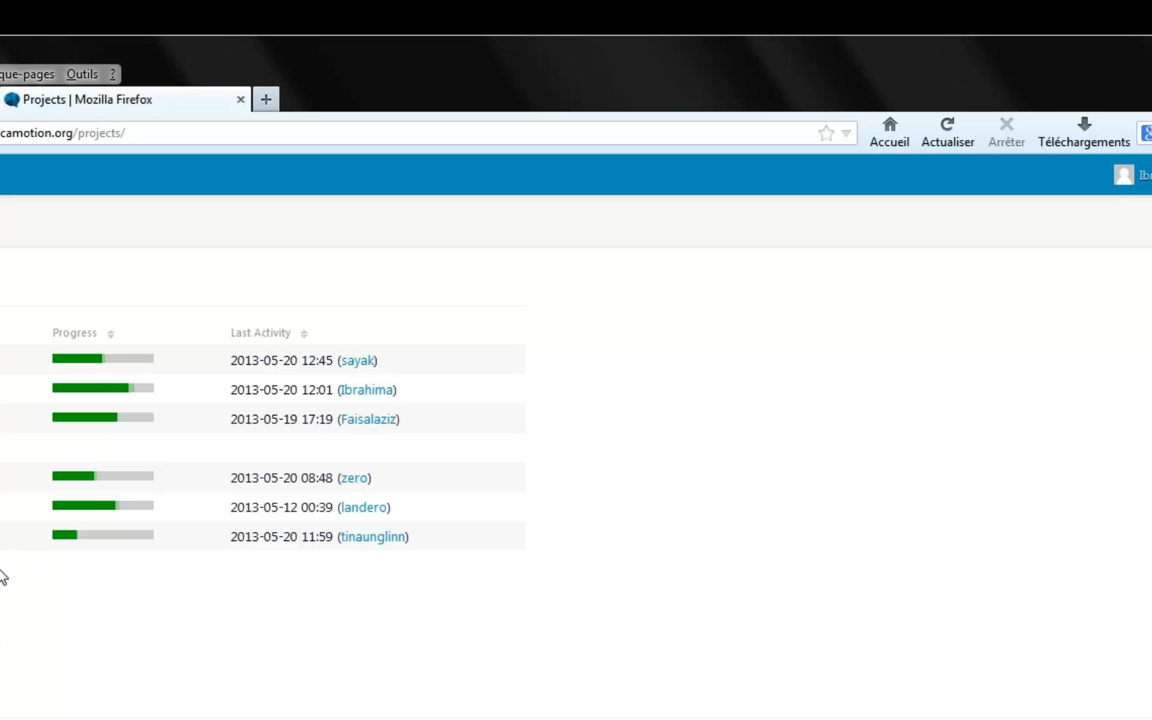 que-pages Outils ?
Projects | Mozilla Firefox × +
camotion.org/projects/
Accueil Actualiser Arrêter Téléchargements
Ibr
Progress Last Activity
2013-05-20 12:45 (sayak)
2013-05-20 12:01 (Ibrahima)
2013-05-19 17:19 (Faisalaziz)
2013-05-20 08:48 (zero)
2013-05-12 00:39 (landero)
2013-05-20 11:59 (tinaunglinn)